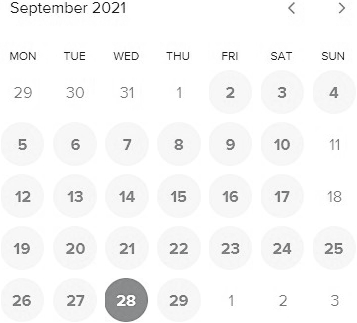 September 2021
MON TUE WED THU FRI SAT SUN
29 30 31 1 2 3 4
5 6 7 8 9 10 11
12 13 14 15 16 17 18
19 20 21 22 23 24 25
26 27 28 29 1 2 3